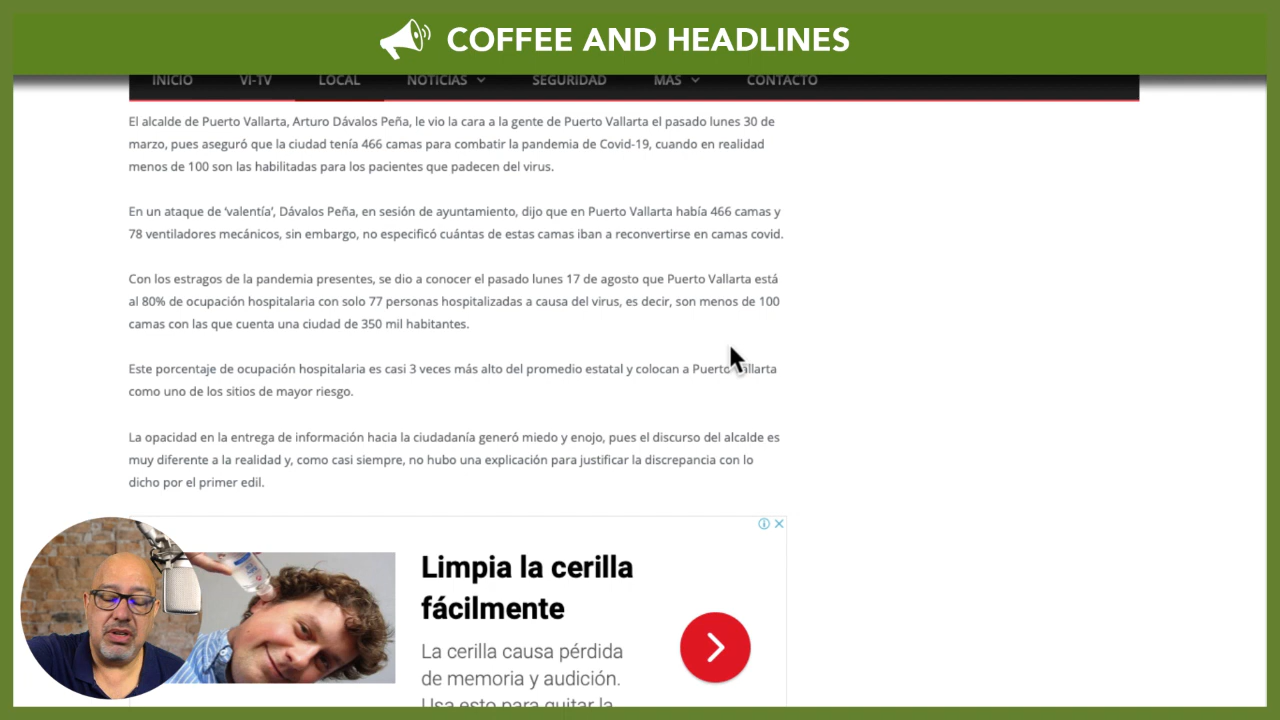 COFFEE AND HEADLINES
INICIO VI-TV LOCAL NOTICIAS SEGURIDAD MÁS CONTACTO
El alcalde de Puerto Vallarta, Arturo Dávalos Peña, le vio la cara a la gente de Puerto Vallarta el pasado lunes 30 de
marzo, pues aseguró que la ciudad tenía 466 camas para combatir la pandemia de Covid-19, cuando en realidad
menos de 100 son las habilitadas para los pacientes que padecen del virus.
En un ataque de ‘valentía’, Dávalos Peña, en sesión de ayuntamiento, dijo que en Puerto Vallarta había 466 camas y
78 ventiladores mecánicos, sin embargo, no especificó cuántas de estas camas iban a reconvertirse en camas covid.
Con los estragos de la pandemia presentes, se dio a conocer el pasado lunes 17 de agosto que Puerto Vallarta está
al 80% de ocupación hospitalaria con solo 77 personas hospitalizadas a causa del virus, es decir, son menos de 100
camas con las que cuenta una ciudad de 350 mil habitantes.
Este porcentaje de ocupación hospitalaria es casi 3 veces más alto del promedio estatal y colocan a Puerto Vallarta
como uno de los sitios de mayor riesgo.
La opacidad en la entrega de información hacia la ciudadanía generó miedo y enojo, pues el discurso del alcalde es
muy diferente a la realidad y, como casi siempre, no hubo una explicación para justificar la discrepancia con lo
dicho por el primer edil.
Limpia la cerilla
fácilmente
La cerilla causa pérdida
de memoria y audición.
Usa esto para quitar la